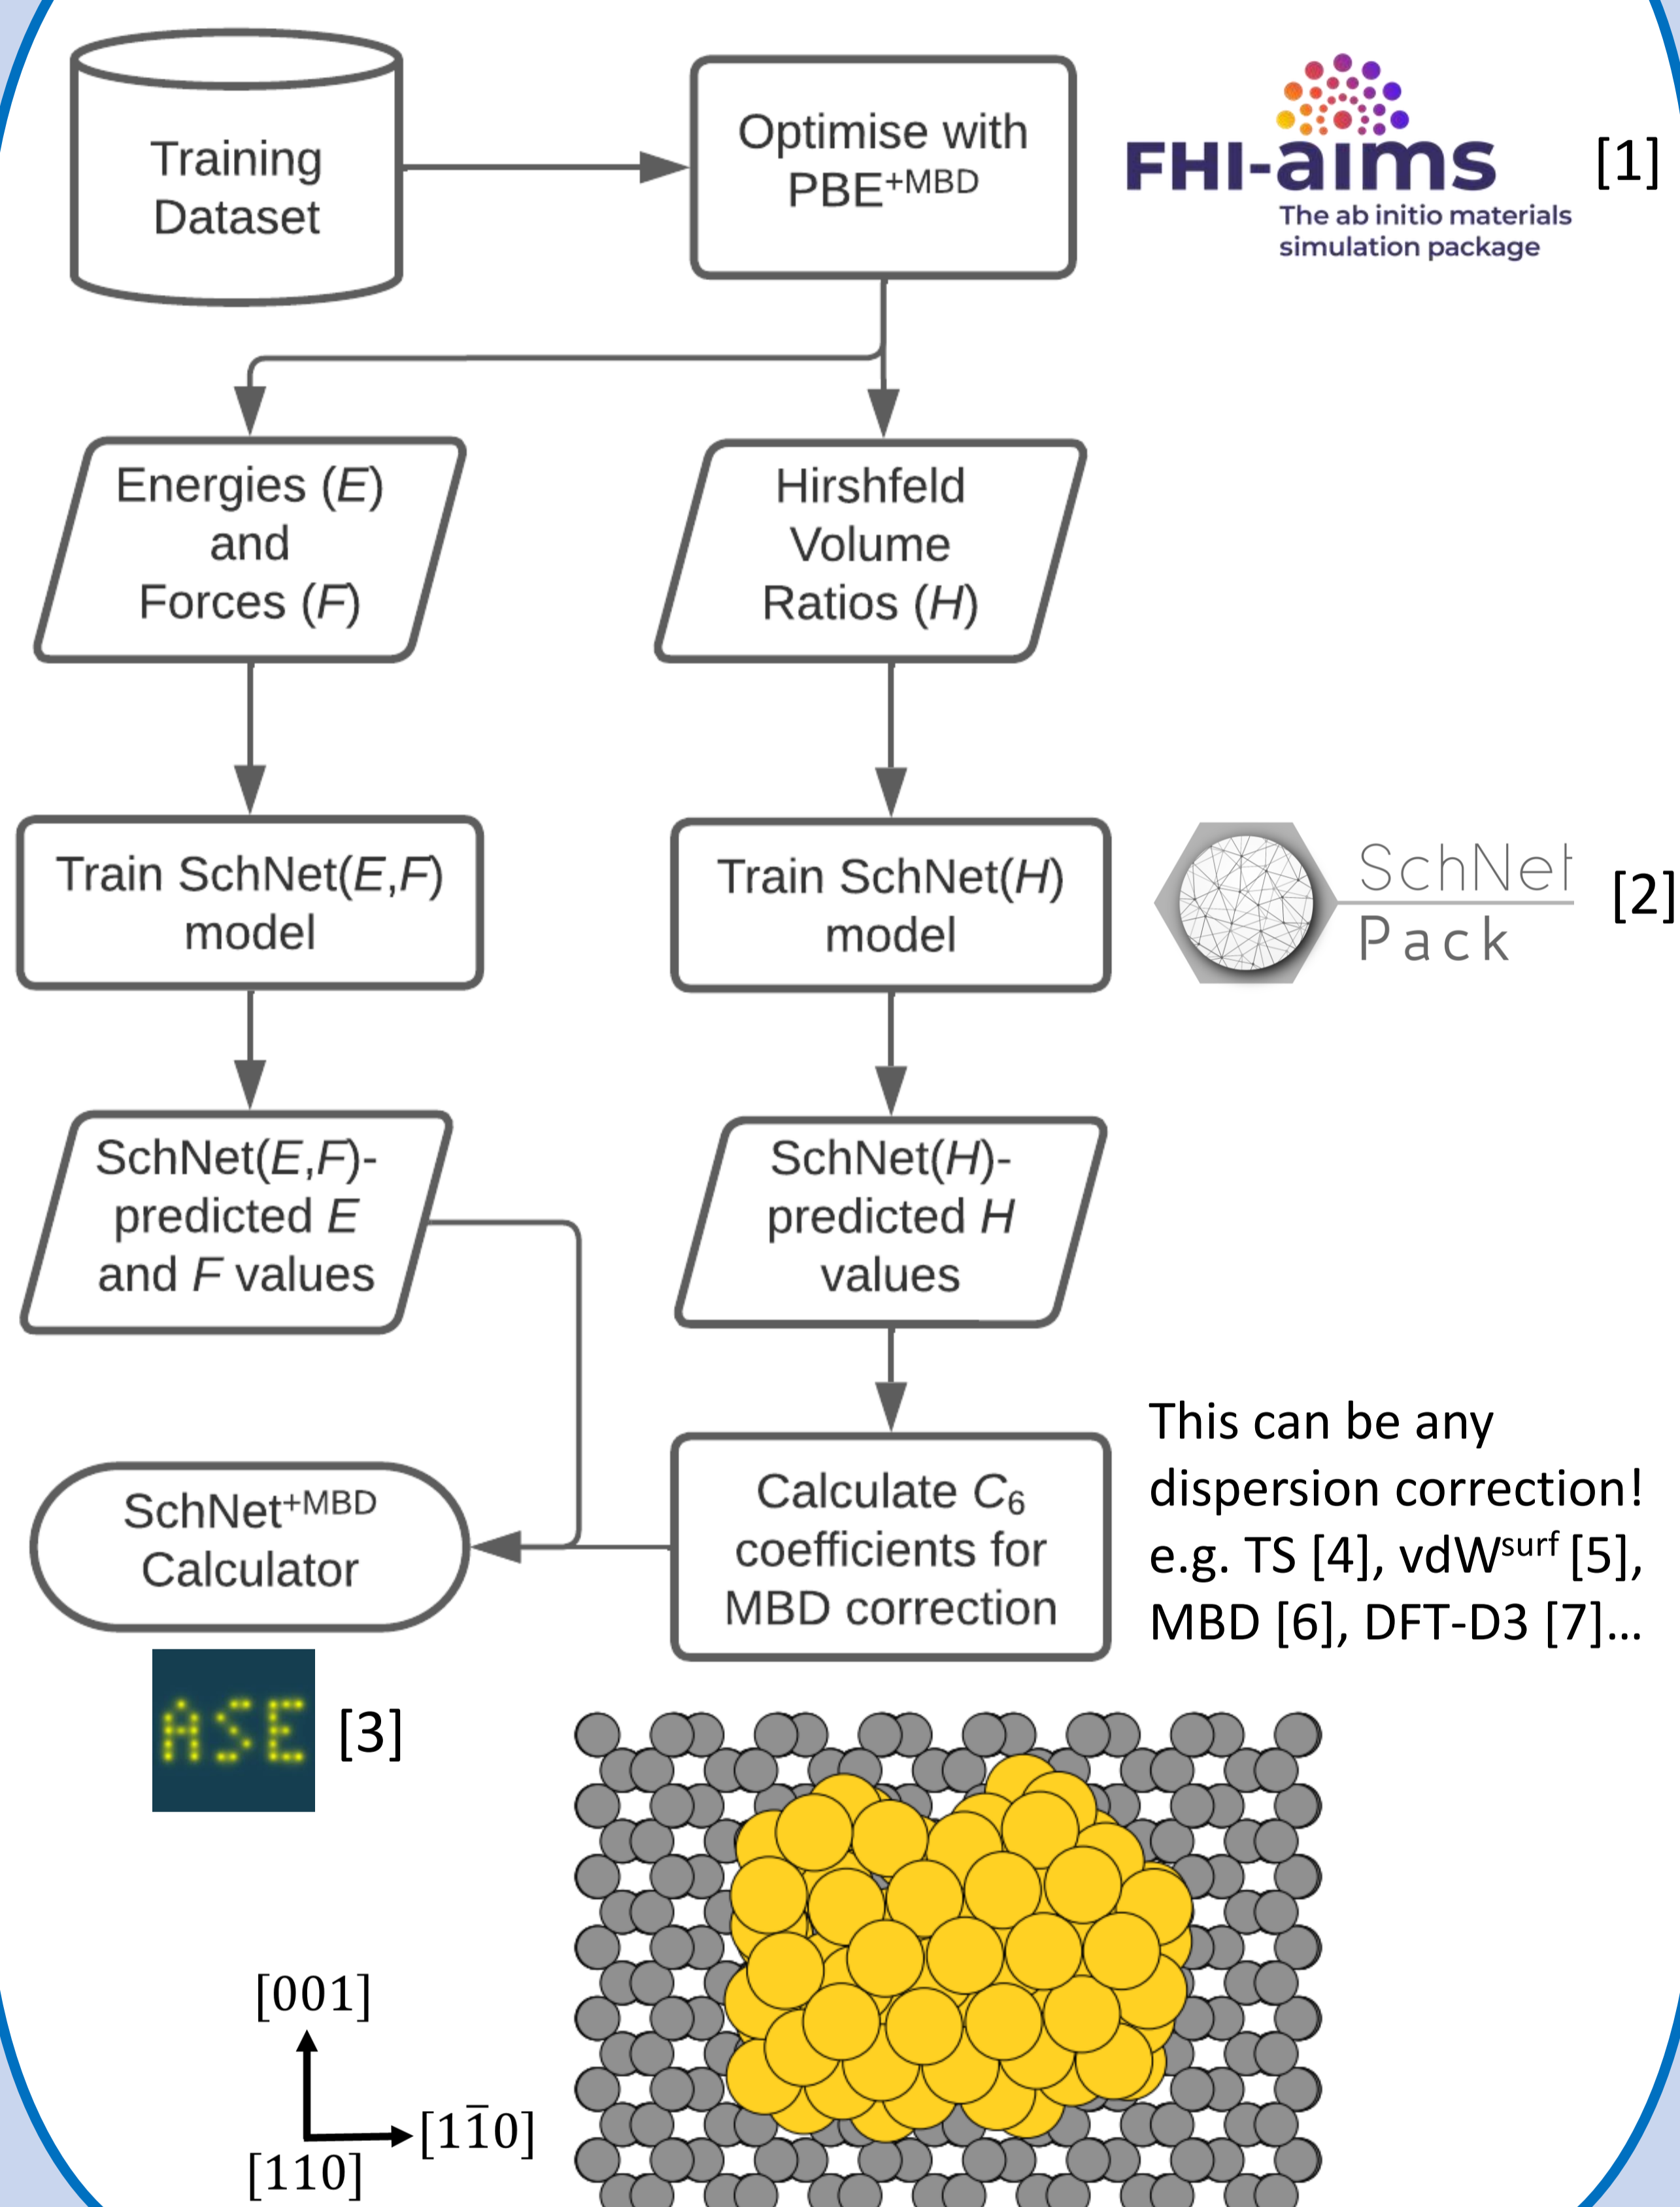 Training
Dataset
Optimise with
PBE+MBD
FHI-aims
The ab initio materials
simulation package
[1]
Energies (E)
and
Forces (F)
Hirshfeld
Volume
Ratios (H)
Train SchNet(E,F)
model
Train SchNet(H)
model
SchNet
Pack
[2]
SchNet(E,F)-
predicted E
and F values
SchNet(H)-
predicted H
values
SchNet+MBD
Calculator
Calculate C6
coefficients for
MBD correction
This can be any
dispersion correction!
e.g. TS [4], vdWsurf [5],
MBD [6], DFT-D3 [7]...
ASE
[3]
[001]
[11̅0]
[110]